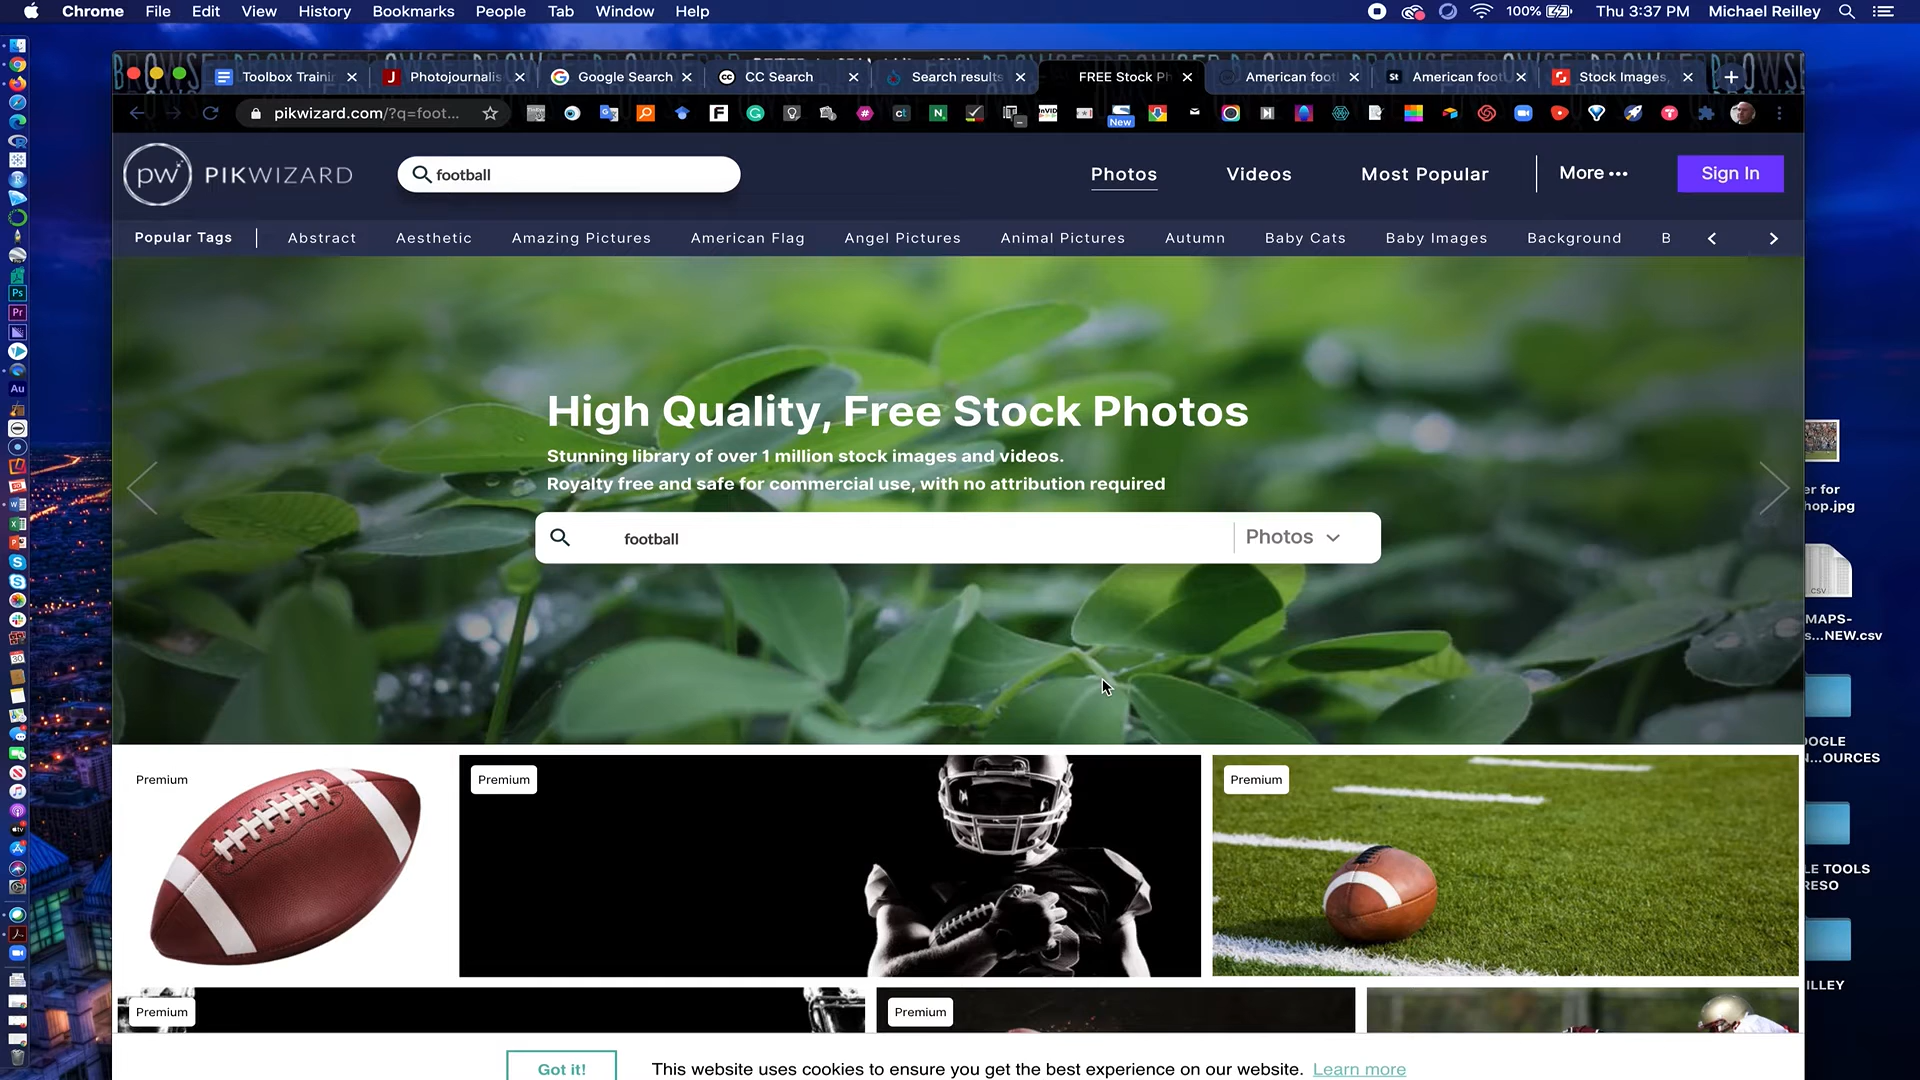 Chrome File Edit View History Bookmarks People Tab Window Help
100% Thu 3:37 PM Michael Reilley
Toolbox Traini
Photojournalis
Google Search
CC Search
Search results
FREE Stock Ph
American foot
American foot
Stock Images,
pikwizard.com/?q=foot...
New
pw PIKWIZARD
football
Photos Videos Most Popular More ••• Sign In
Popular Tags Abstract Aesthetic Amazing Pictures American Flag Angel Pictures Animal Pictures Autumn Baby Cats Baby Images Background B
High Quality, Free Stock Photos
Stunning library of over 1 million stock images and videos.
Royalty free and safe for commercial use, with no attribution required
football Photos
Premium
Premium
Premium
Premium
Premium
Got it! This website uses cookies to ensure you get the best experience on our website. Learn more
er for
hop.jpg
CSV
MAPS-
s...NEW.csv
OGLE
N...OURCES
LE TOOLS
RESO
ILLEY
Ps
Pr
Au
30